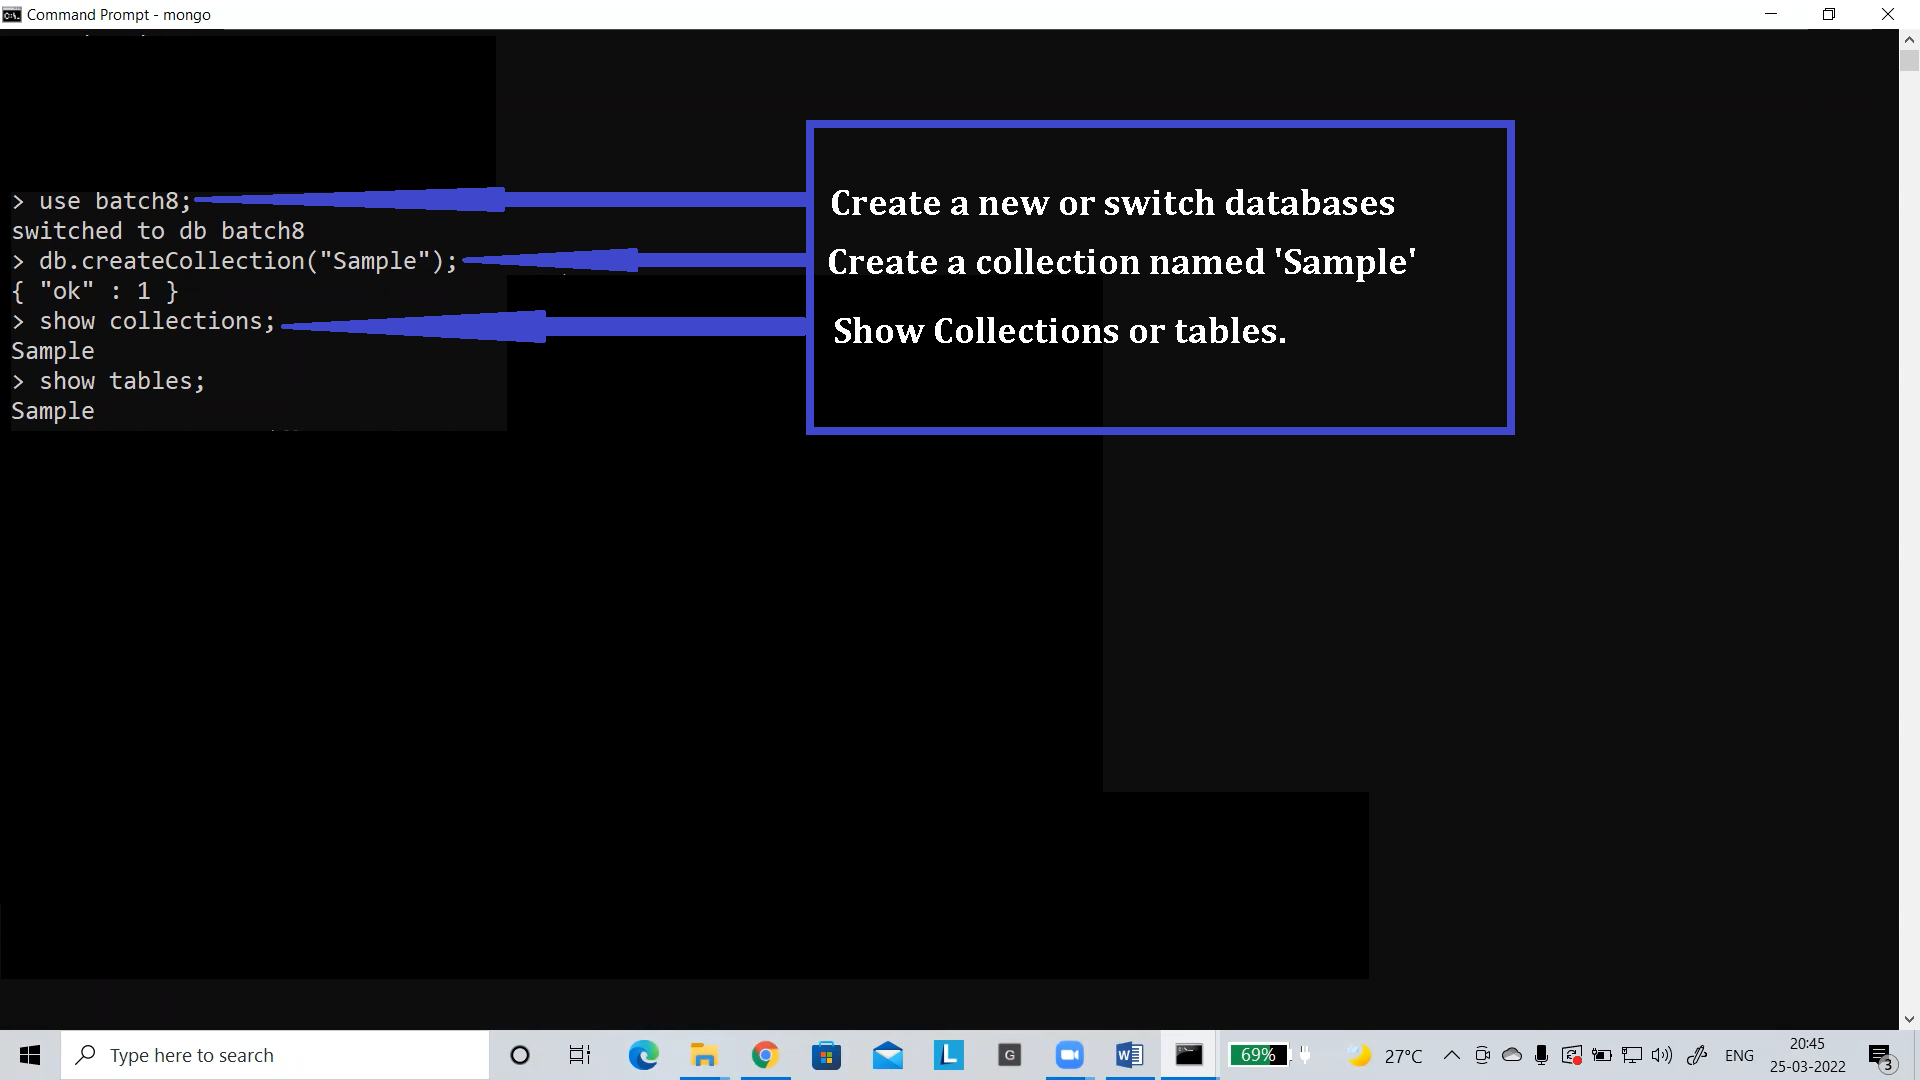 Command Prompt - mongo
> use batch8;
switched to db batch8
> db.createCollection("Sample");
{ "ok" : 1 }
> show collections;
Sample
> show tables;
Sample
Create a new or switch databases
Create a collection named 'Sample'
Show Collections or tables.
Type here to search
L
G
69%
27°C
ENG
20:45
25-03-2022
3